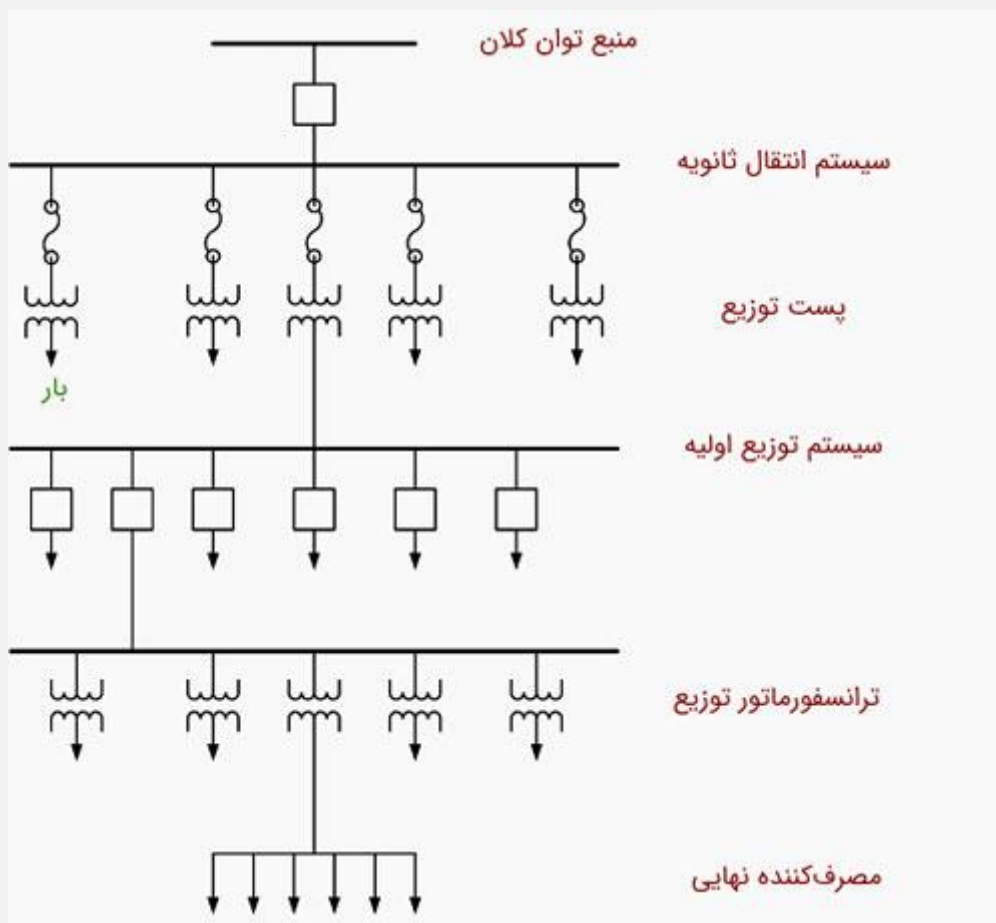 منبع توان کلان
سیستم انتقال ثانویه
پست توزیع
بار
سیستم توزیع اولیه
ترانسفورماتور توزیع
مصرف‌کننده نهایی